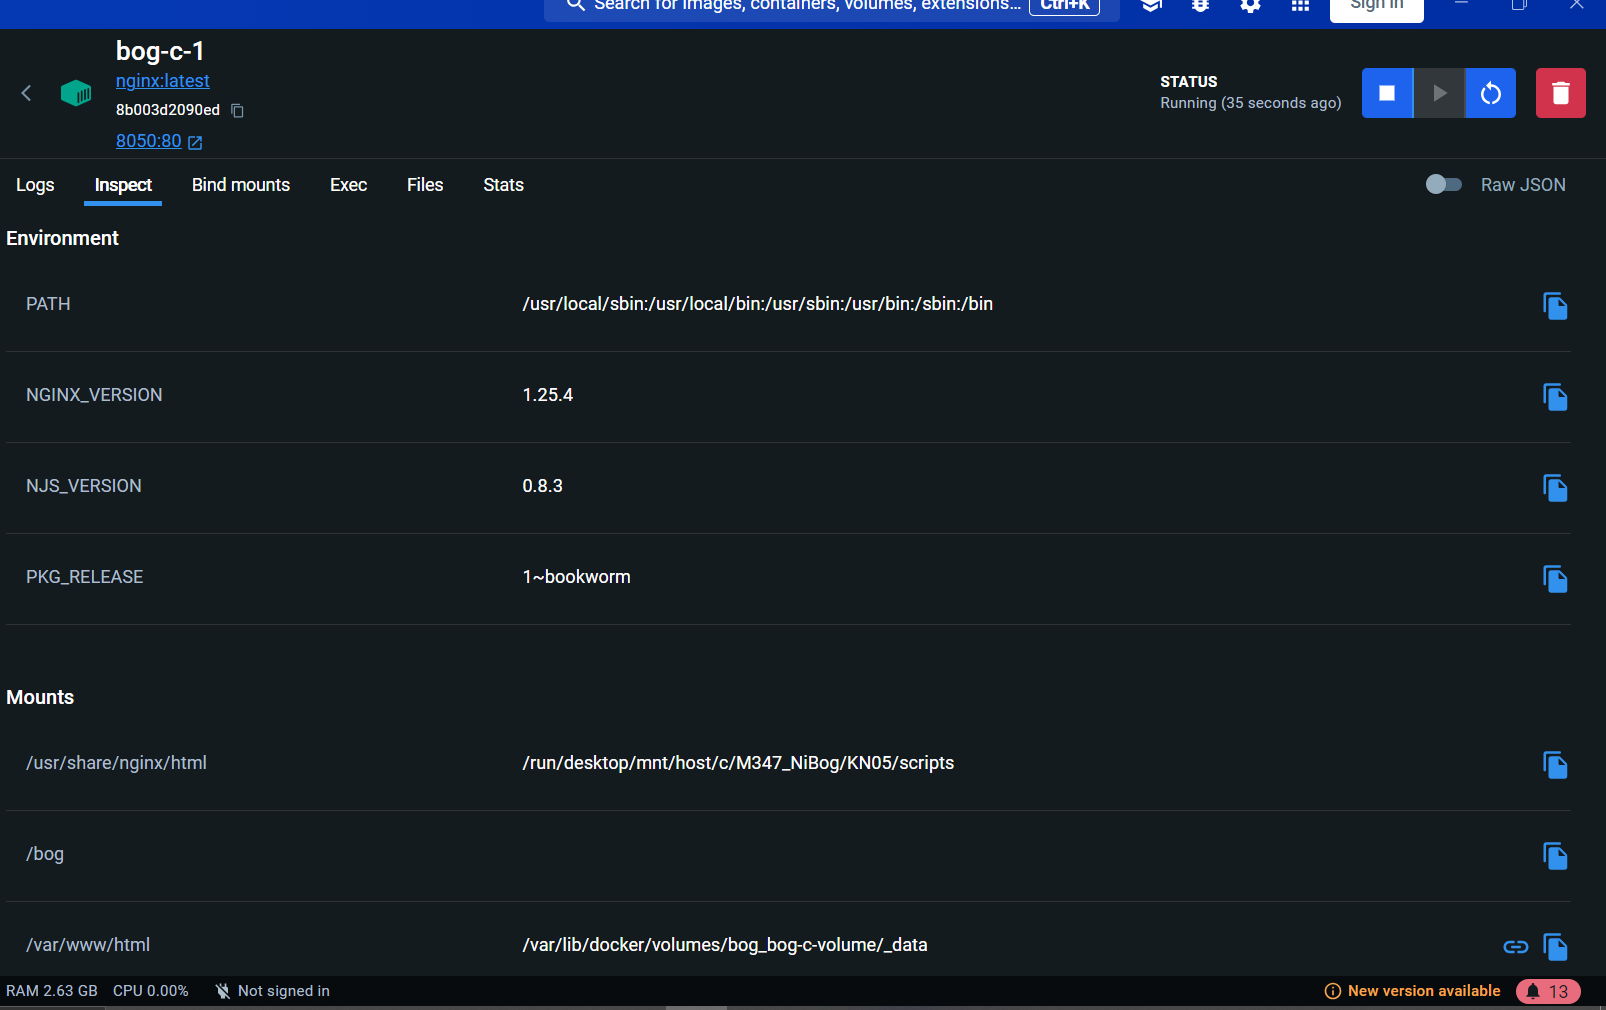 Search for images, containers, volumes, extensions... Ctrl+K
Sign in
bog-c-1
nginx:latest
8b003d2090ed
8050:80
STATUS
Running (35 seconds ago)
Logs Inspect Bind mounts Exec Files Stats
Raw JSON
Environment
PATH /usr/local/sbin:/usr/local/bin:/usr/sbin:/usr/bin:/sbin:/bin
NGINX_VERSION 1.25.4
NJS_VERSION 0.8.3
PKG_RELEASE 1~bookworm
Mounts
/usr/share/nginx/html /run/desktop/mnt/host/c/M347_NiBog/KN05/scripts
/bog
/var/www/html /var/lib/docker/volumes/bog_bog-c-volume/_data
RAM 2.63 GB CPU 0.00% Not signed in
New version available 13